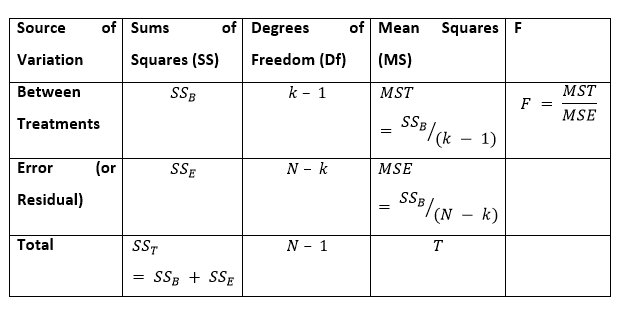 Source of Variation
Sums of Squares (SS)
Degrees of Freedom (Df)
Mean Squares (MS)
F
Between Treatments
SS_B
k − 1
MST
= SS_B/(k − 1)
F = MST/MSE
Error (or Residual)
SS_E
N − k
MSE
= SS_B/(N − k)
Total
SS_T
= SS_B + SS_E
N − 1
T